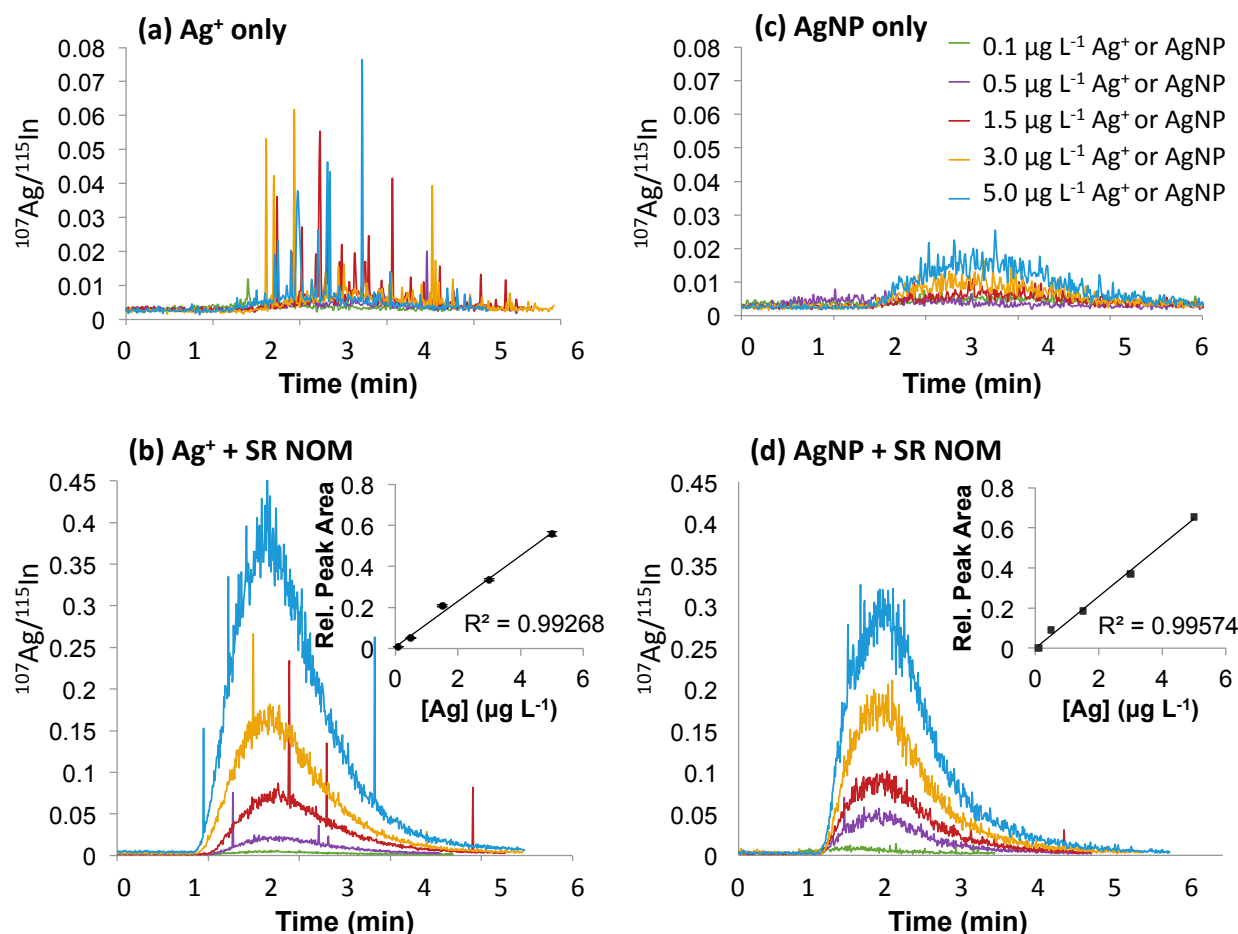 (a) Ag⁺ only
0.08
0.07
0.06
0.05
0.04
0.03
0.02
0.01
0
¹⁰⁷Ag/¹¹⁵In
0 1 2 3 4 5 6
Time (min)
(c) AgNP only
0.08
0.06
0.04
0.02
0
¹⁰⁷Ag/¹¹⁵In
0 1 2 3 4 5 6
Time (min)
0.1 µg L⁻¹ Ag⁺ or AgNP
0.5 µg L⁻¹ Ag⁺ or AgNP
1.5 µg L⁻¹ Ag⁺ or AgNP
3.0 µg L⁻¹ Ag⁺ or AgNP
5.0 µg L⁻¹ Ag⁺ or AgNP
(b) Ag⁺ + SR NOM
0.45
0.4
0.35
0.3
0.25
0.2
0.15
0.1
0.05
0
¹⁰⁷Ag/¹¹⁵In
0 1 2 3 4 5 6
Time (min)
Rel. Peak Area
0.8
0.6
0.4
0.2
0
R² = 0.99268
0 2 4 6
[Ag] (µg L⁻¹)
(d) AgNP + SR NOM
0.45
0.4
0.35
0.3
0.25
0.2
0.15
0.1
0.05
0
¹⁰⁷Ag/¹¹⁵In
0 1 2 3 4 5 6
Time (min)
Rel. Peak Area
0.8
0.6
0.4
0.2
0
R² = 0.99574
0 2 4 6
[Ag] (µg L⁻¹)